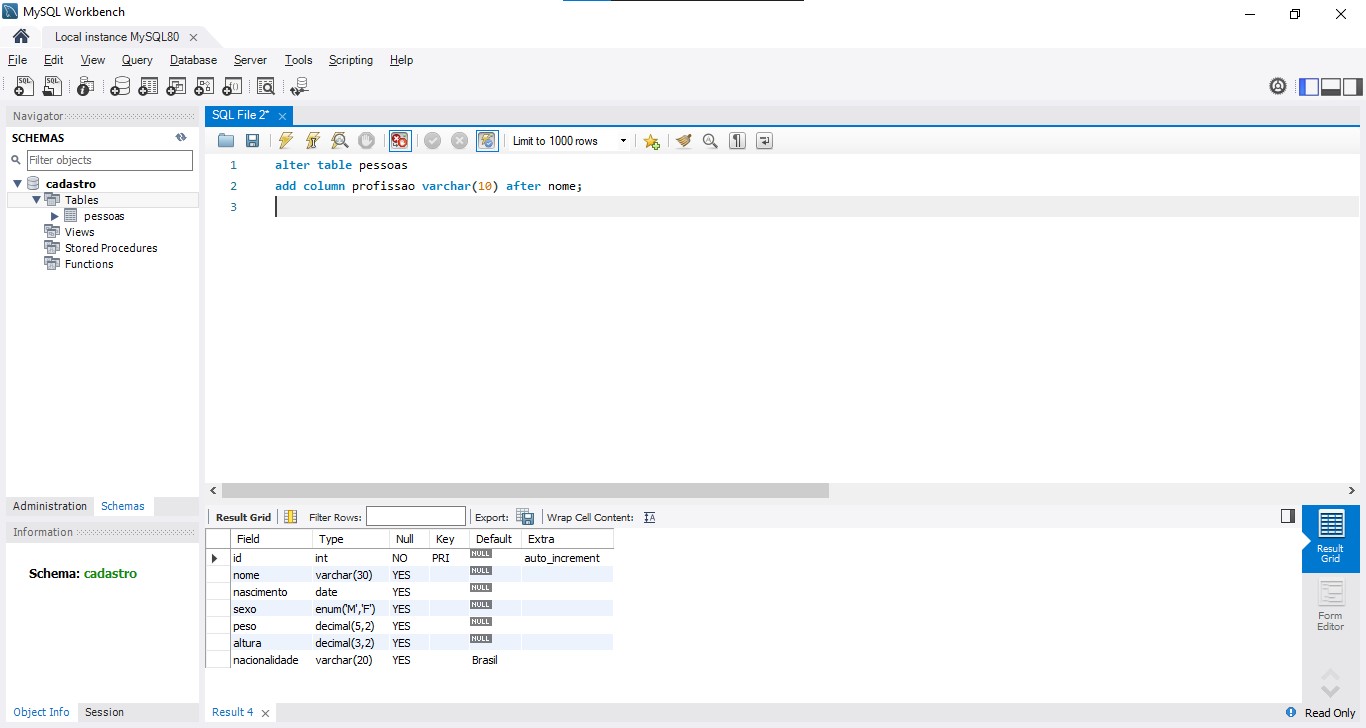 MySQL Workbench
Local instance MySQL80
File Edit View Query Database Server Tools Scripting Help
Navigator
SCHEMAS
Filter objects
cadastro
Tables
pessoas
Views
Stored Procedures
Functions
Administration Schemas
Information
Schema: cadastro
Object Info Session
SQL File 2*
Limit to 1000 rows
1 alter table pessoas
2 add column profissao varchar(10) after nome;
3
Result Grid Filter Rows: Export: Wrap Cell Content:
Field Type Null Key Default Extra
id int NO PRI NULL auto_increment
nome varchar(30) YES NULL
nascimento date YES NULL
sexo enum('M','F') YES NULL
peso decimal(5,2) YES NULL
altura decimal(3,2) YES NULL
nacionalidade varchar(20) YES Brasil
Result 4
Result
Grid
Form
Editor
Read Only